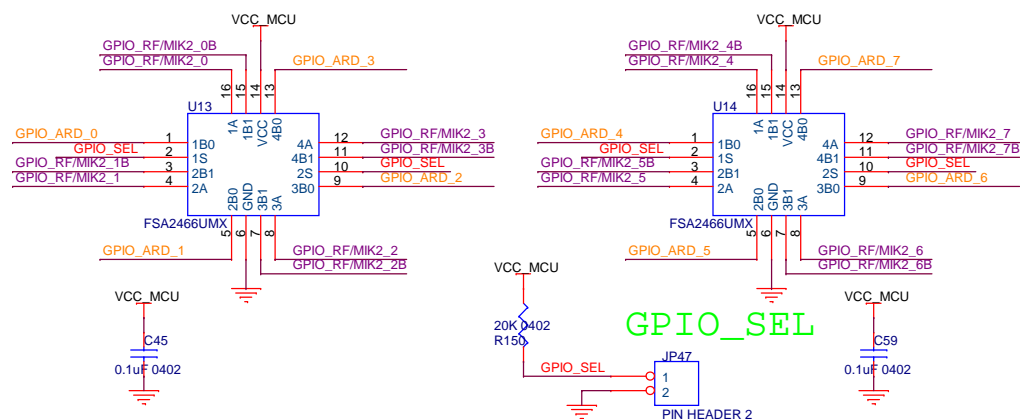 VCC_MCU
GPIO_RF/MIK2_0B
GPIO_RF/MIK2_0
GPIO_ARD_3
16
15
14
13
U13
1A
1B1
VCC
4B0
GPIO_ARD_0
1
1B0
4A
12
GPIO_RF/MIK2_3
GPIO_SEL
2
1S
4B1
11
GPIO_RF/MIK2_3B
GPIO_RF/MIK2_1B
3
2B1
2S
10
GPIO_SEL
GPIO_RF/MIK2_1
4
2A
3B0
9
GPIO_ARD_2
2B0
GND
3B1
3A
FSA2466UMX
5
6
7
8
GPIO_ARD_1
GPIO_RF/MIK2_2
GPIO_RF/MIK2_2B
VCC_MCU
GPIO_RF/MIK2_4B
GPIO_RF/MIK2_4
GPIO_ARD_7
16
15
14
13
U14
1A
1B1
VCC
4B0
GPIO_ARD_4
1
1B0
4A
12
GPIO_RF/MIK2_7
GPIO_SEL
2
1S
4B1
11
GPIO_RF/MIK2_7B
GPIO_RF/MIK2_5B
3
2B1
2S
10
GPIO_SEL
GPIO_RF/MIK2_5
4
2A
3B0
9
GPIO_ARD_6
2B0
GND
3B1
3A
FSA2466UMX
5
6
7
8
GPIO_ARD_5
GPIO_RF/MIK2_6
GPIO_RF/MIK2_6B
VCC_MCU
C45
0.1uF 0402
VCC_MCU
20K 0402
R150
GPIO_SEL
GPIO_SEL
JP47
1
2
PIN HEADER 2
VCC_MCU
C59
0.1uF 0402